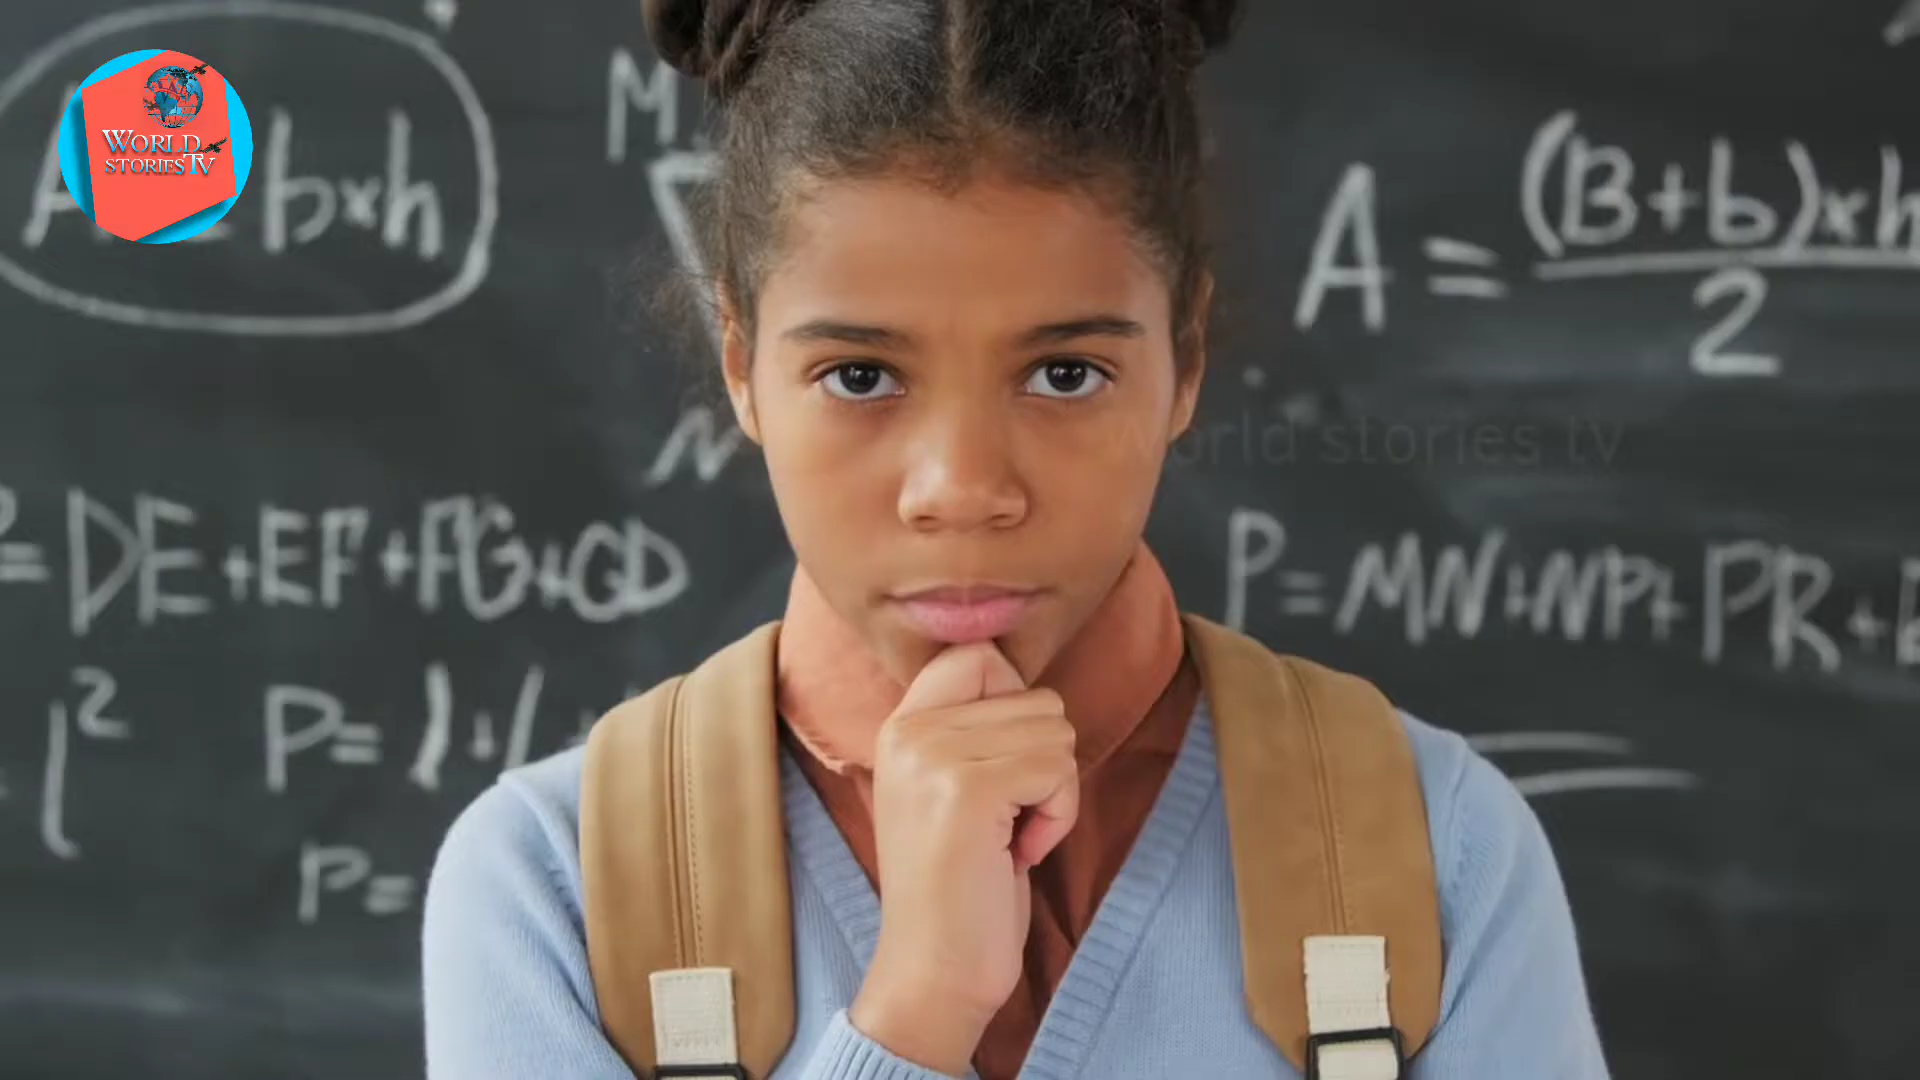 WORLD
STORIES TV
b×h
M
A = (B+b)×h
2
world stories tv
N
P = DE+EF+FG+GD
P=MN+NP+PR+
l²
P= l+l
P=